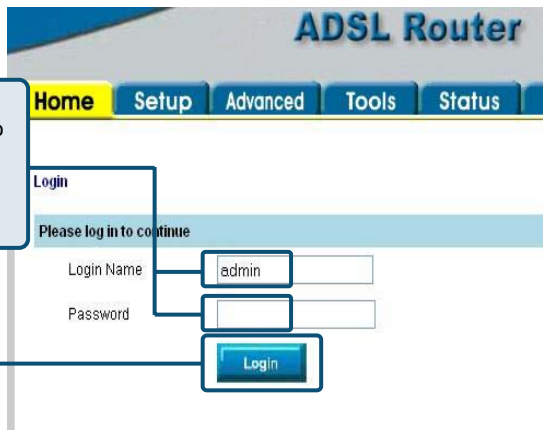 ADSL Router
Home Setup Advanced Tools Status
Login
Please log in to continue
Login Name admin
Password
Login